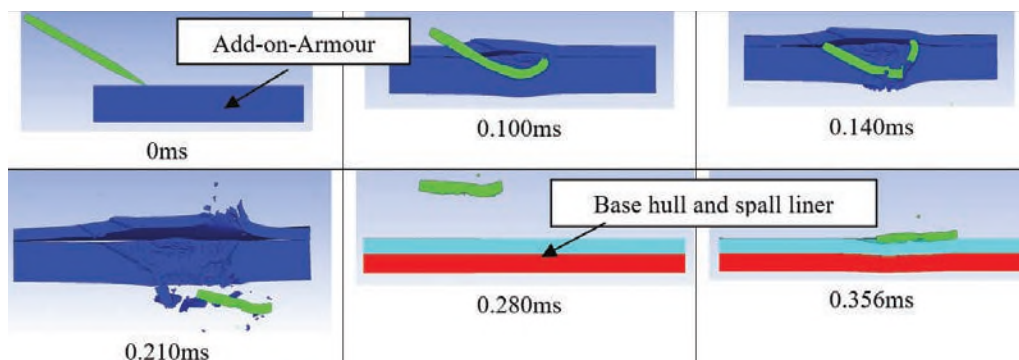 Add-on-Armour
0ms
0.100ms
0.140ms
Base hull and spall liner
0.210ms
0.280ms
0.356ms